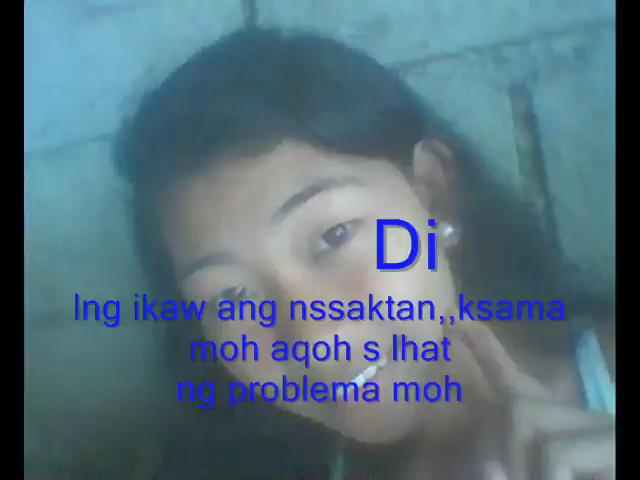 Di
lng ikaw ang nssaktan,,ksama
moh aqoh s lhat
ng problema moh